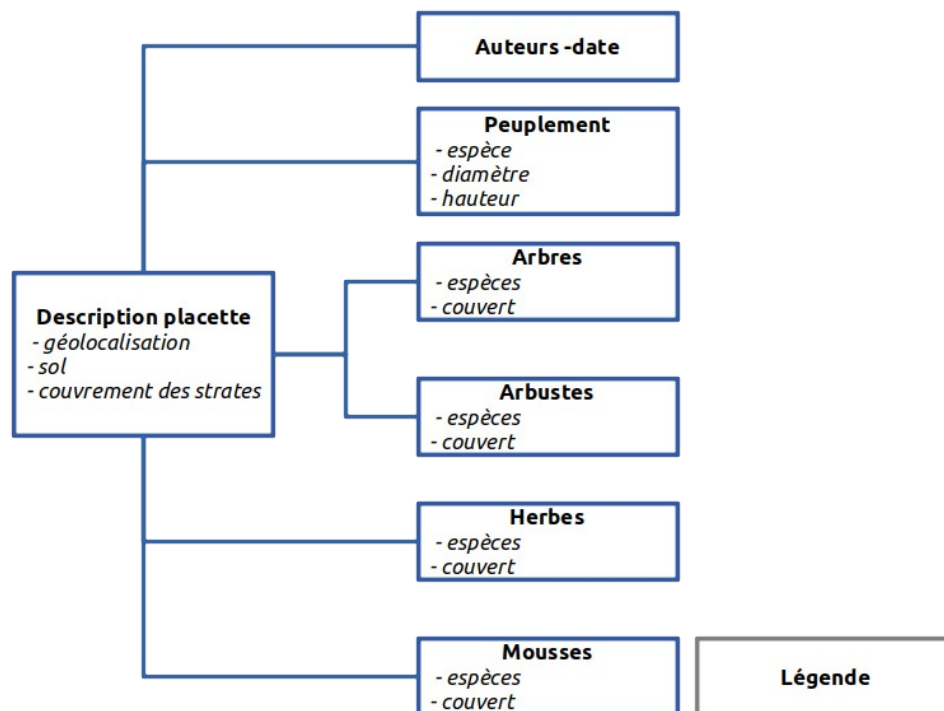 Auteurs -date
Peuplement
- espèce
- diamètre
- hauteur
Arbres
- espèces
- couvert
Description placette
- géolocalisation
- sol
- couvrement des strates
Arbustes
- espèces
- couvert
Herbes
- espèces
- couvert
Mousses
- espèces
- couvert
Légende